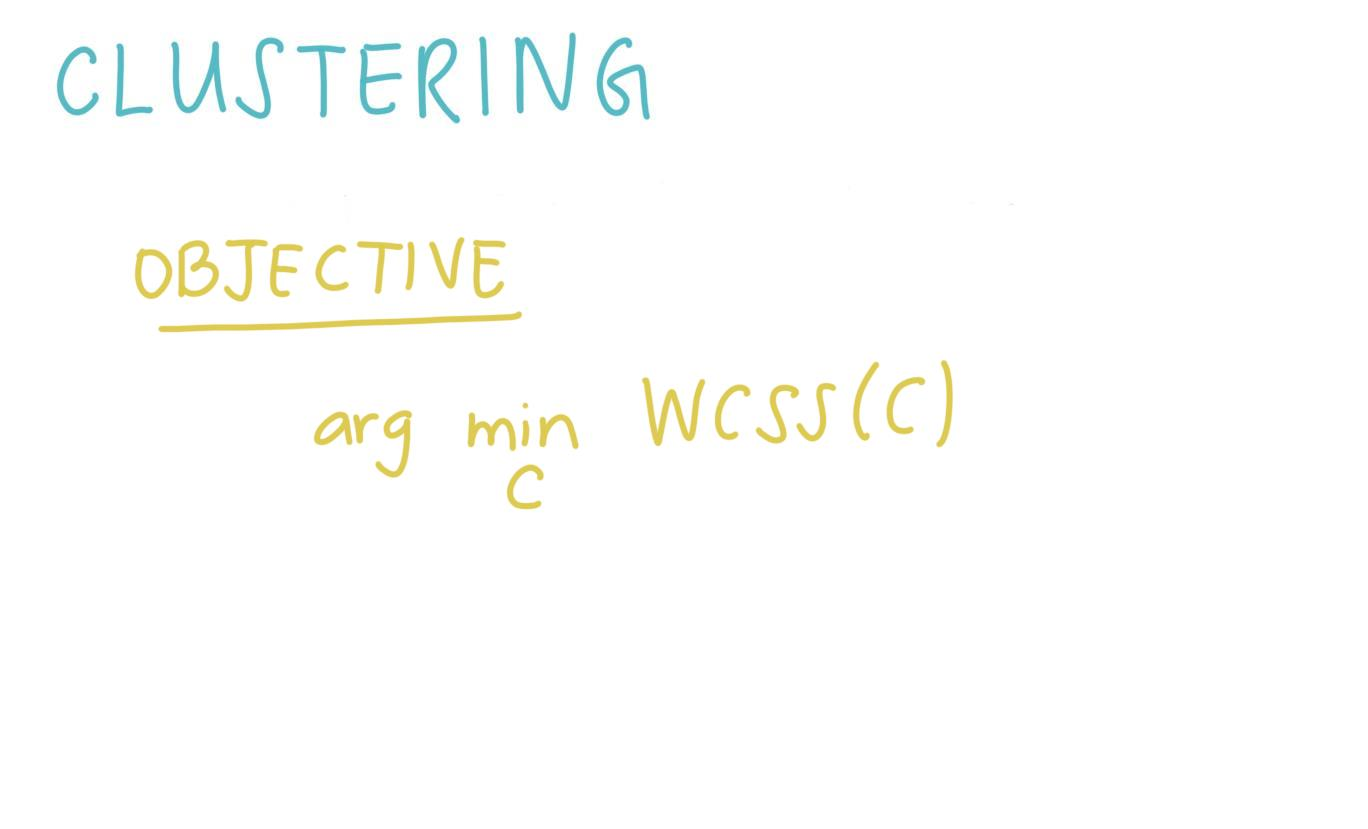 CLUSTERING
OBJECTIVE
arg min WCSS(C)
C